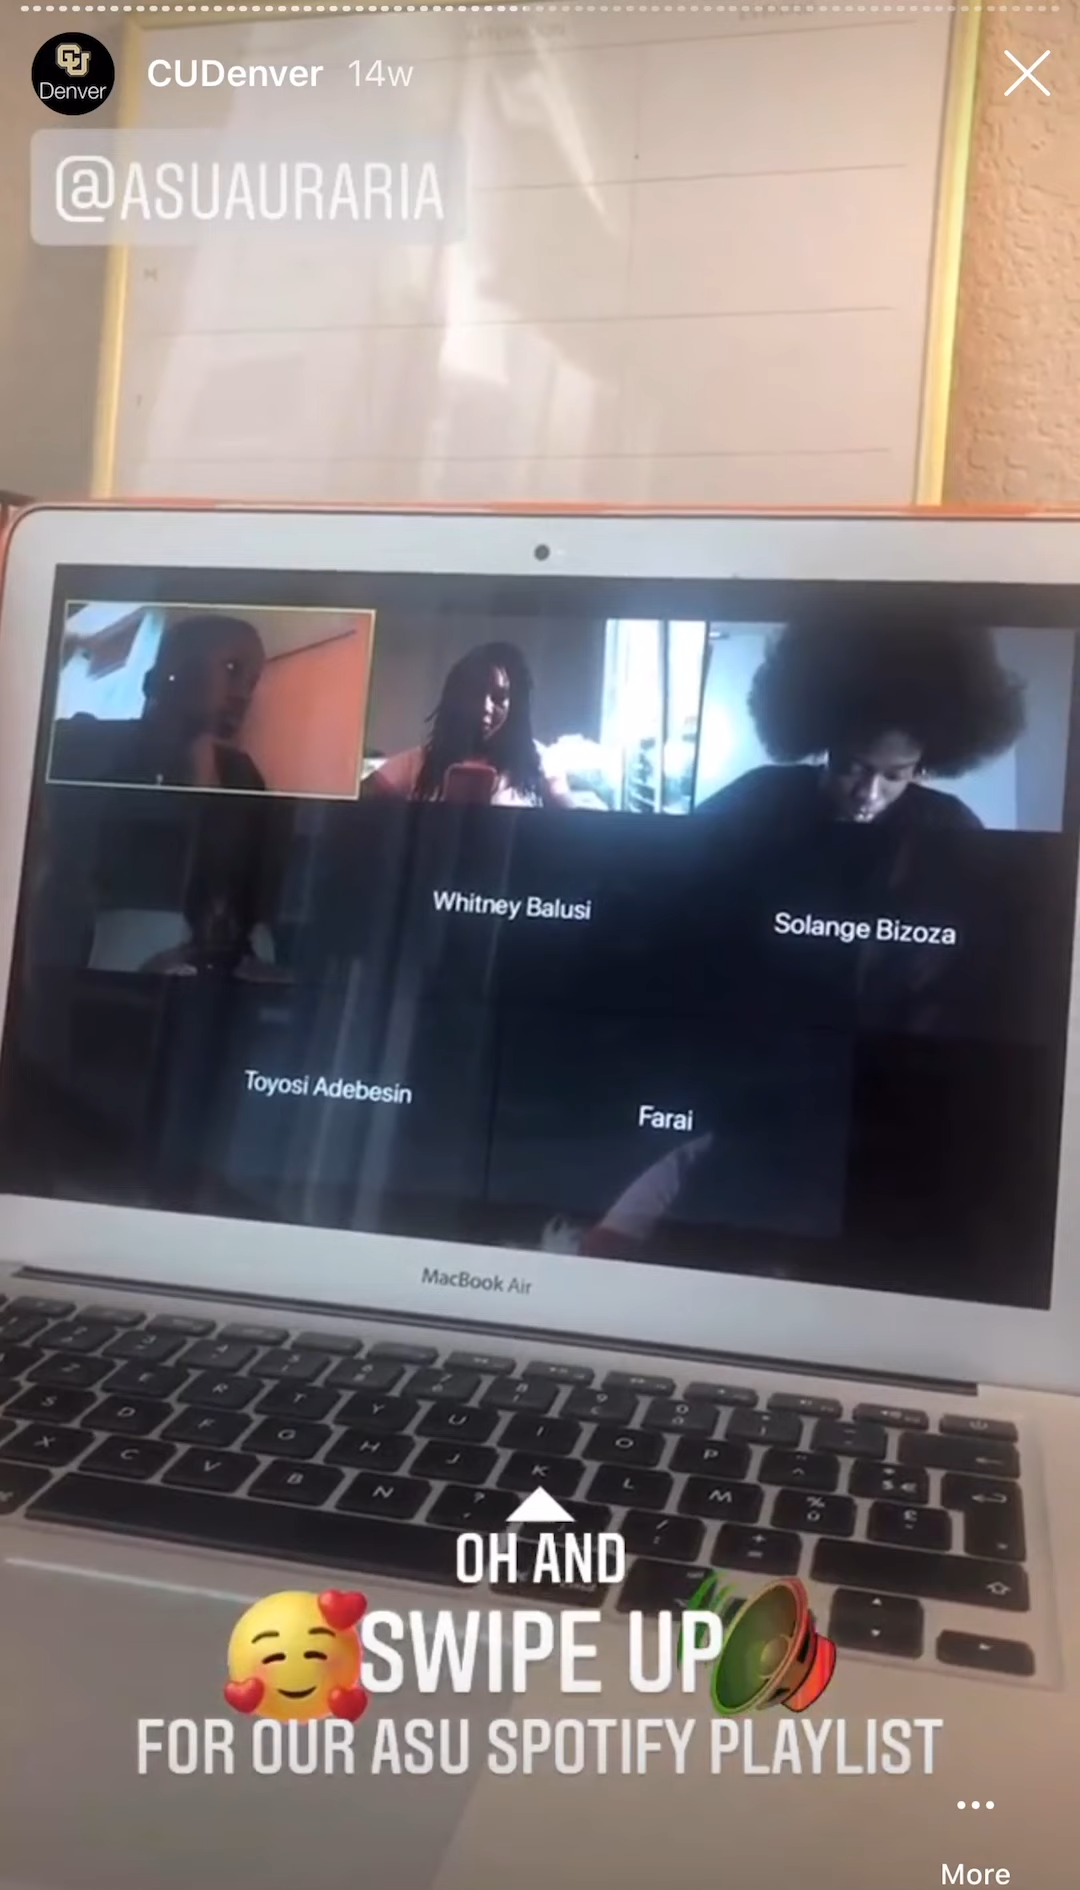 CU
Denver
CUDenver 14w
@ASUAURARIA
Whitney Balusi
Solange Bizoza
Toyosi Adebesin
Farai
MacBook Air
E R T Y U I O P
S D F G H J K L M
X C V B N ?
OH AND
SWIPE UP
FOR OUR ASU SPOTIFY PLAYLIST
More